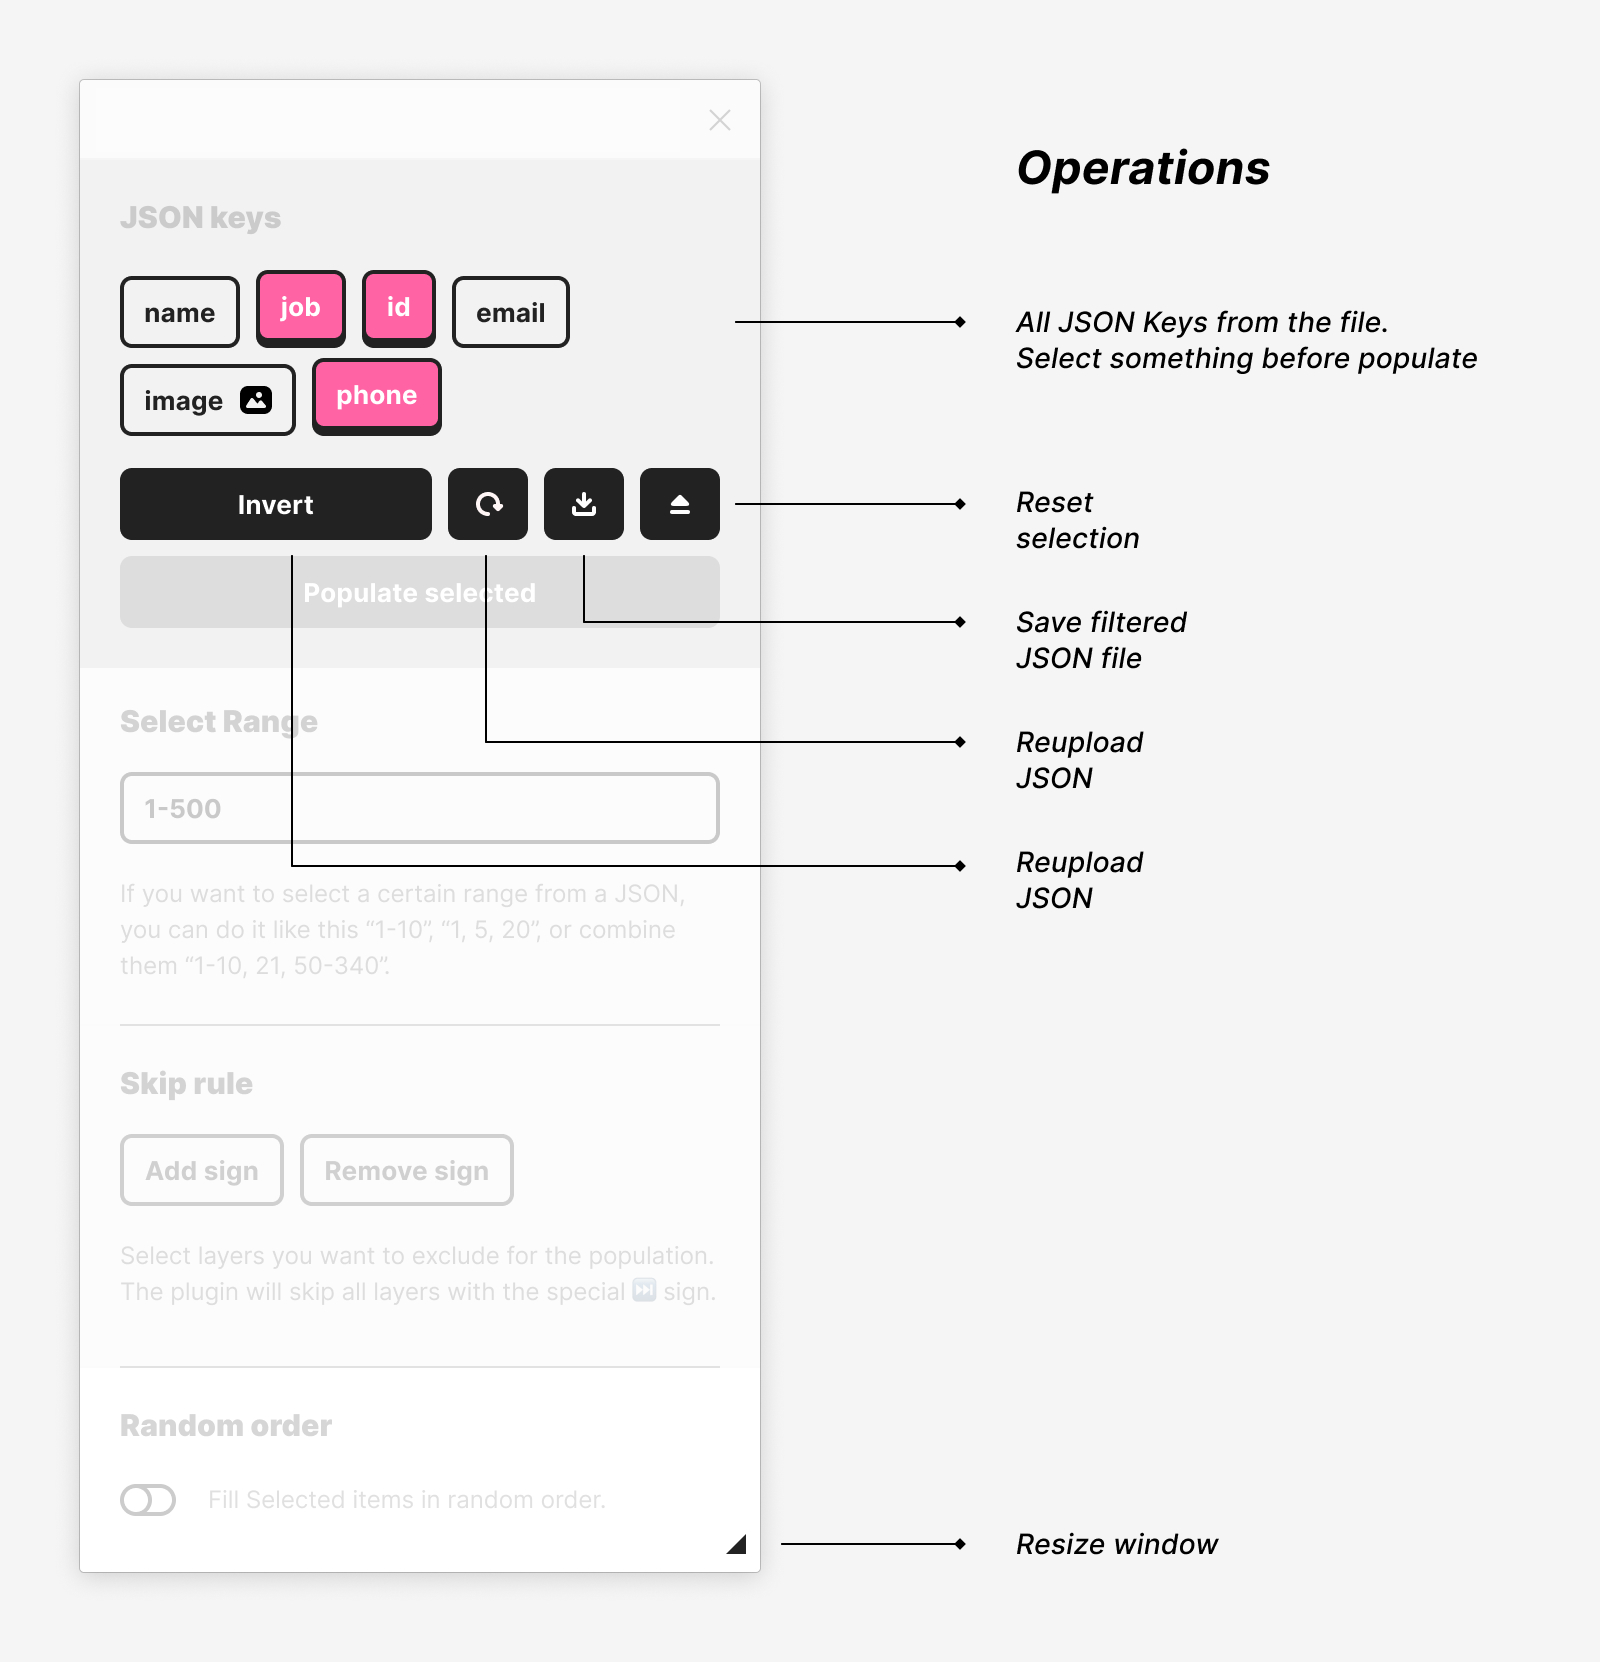 JSON keys
name
job
id
email
image
phone
Invert
Populate selected
Select Range
1-500
If you want to select a certain range from a JSON,
you can do it like this “1-10”, “1, 5, 20”, or combine
them “1-10, 21, 50-340”.
Skip rule
Add sign
Remove sign
Select layers you want to exclude for the population.
The plugin will skip all layers with the special ⏭️ sign.
Random order
Fill Selected items in random order.
Operations
All JSON Keys from the file.
Select something before populate
Reset
selection
Save filtered
JSON file
Reupload
JSON
Reupload
JSON
Resize window